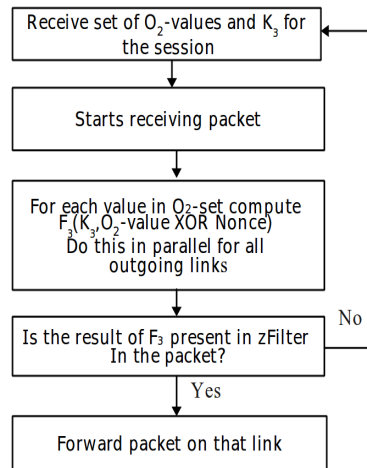 Receive set of O₂-values and K₃ for
the session
Starts receiving packet
For each value in O₂-set compute
F₃(K₃,O₂-value XOR Nonce)
Do this in parallel for all
outgoing links
Is the result of F₃ present in zFilter
In the packet?
No
Yes
Forward packet on that link